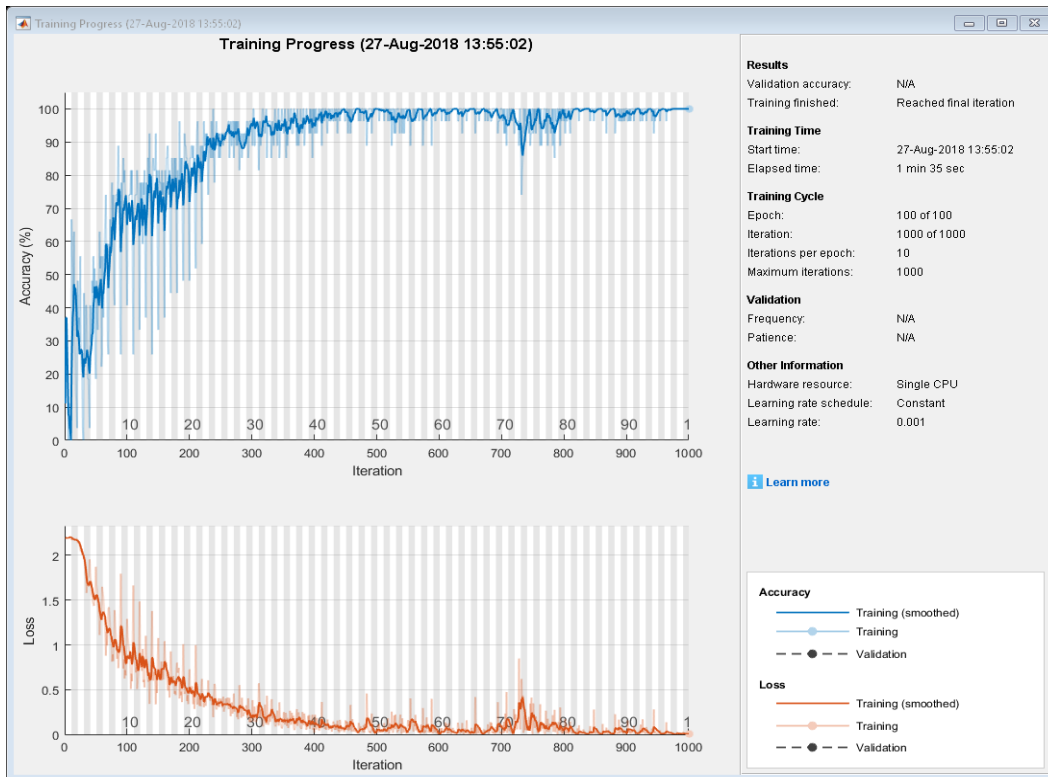 Training Progress (27-Aug-2018 13:55:02)
Training Progress (27-Aug-2018 13:55:02)
Accuracy (%)
100
90
80
70
60
50
40
30
20
10
0
10 20 30 40 50 60 70 80 90 1
0 100 200 300 400 500 600 700 800 900 1000
Iteration
Loss
2
1.5
1
0.5
0
10 20 30 40 50 60 70 80 90 1
0 100 200 300 400 500 600 700 800 900 1000
Iteration
Results
Validation accuracy: N/A
Training finished: Reached final iteration
Training Time
Start time: 27-Aug-2018 13:55:02
Elapsed time: 1 min 35 sec
Training Cycle
Epoch: 100 of 100
Iteration: 1000 of 1000
Iterations per epoch: 10
Maximum iterations: 1000
Validation
Frequency: N/A
Patience: N/A
Other Information
Hardware resource: Single CPU
Learning rate schedule: Constant
Learning rate: 0.001
i Learn more
Accuracy
Training (smoothed)
Training
Validation
Loss
Training (smoothed)
Training
Validation